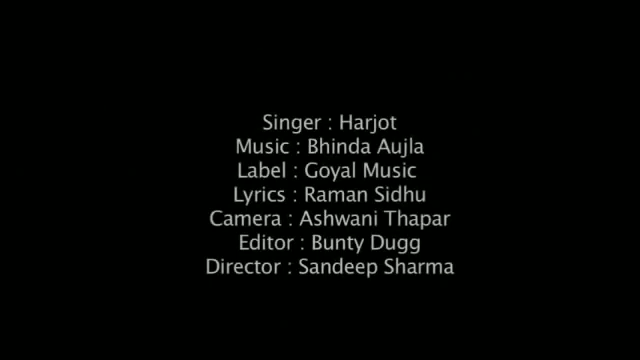 Singer : Harjot
Music : Bhinda Aujla
Label : Goyal Music
Lyrics : Raman Sidhu
Camera : Ashwani Thapar
Editor : Bunty Dugg
Director : Sandeep Sharma